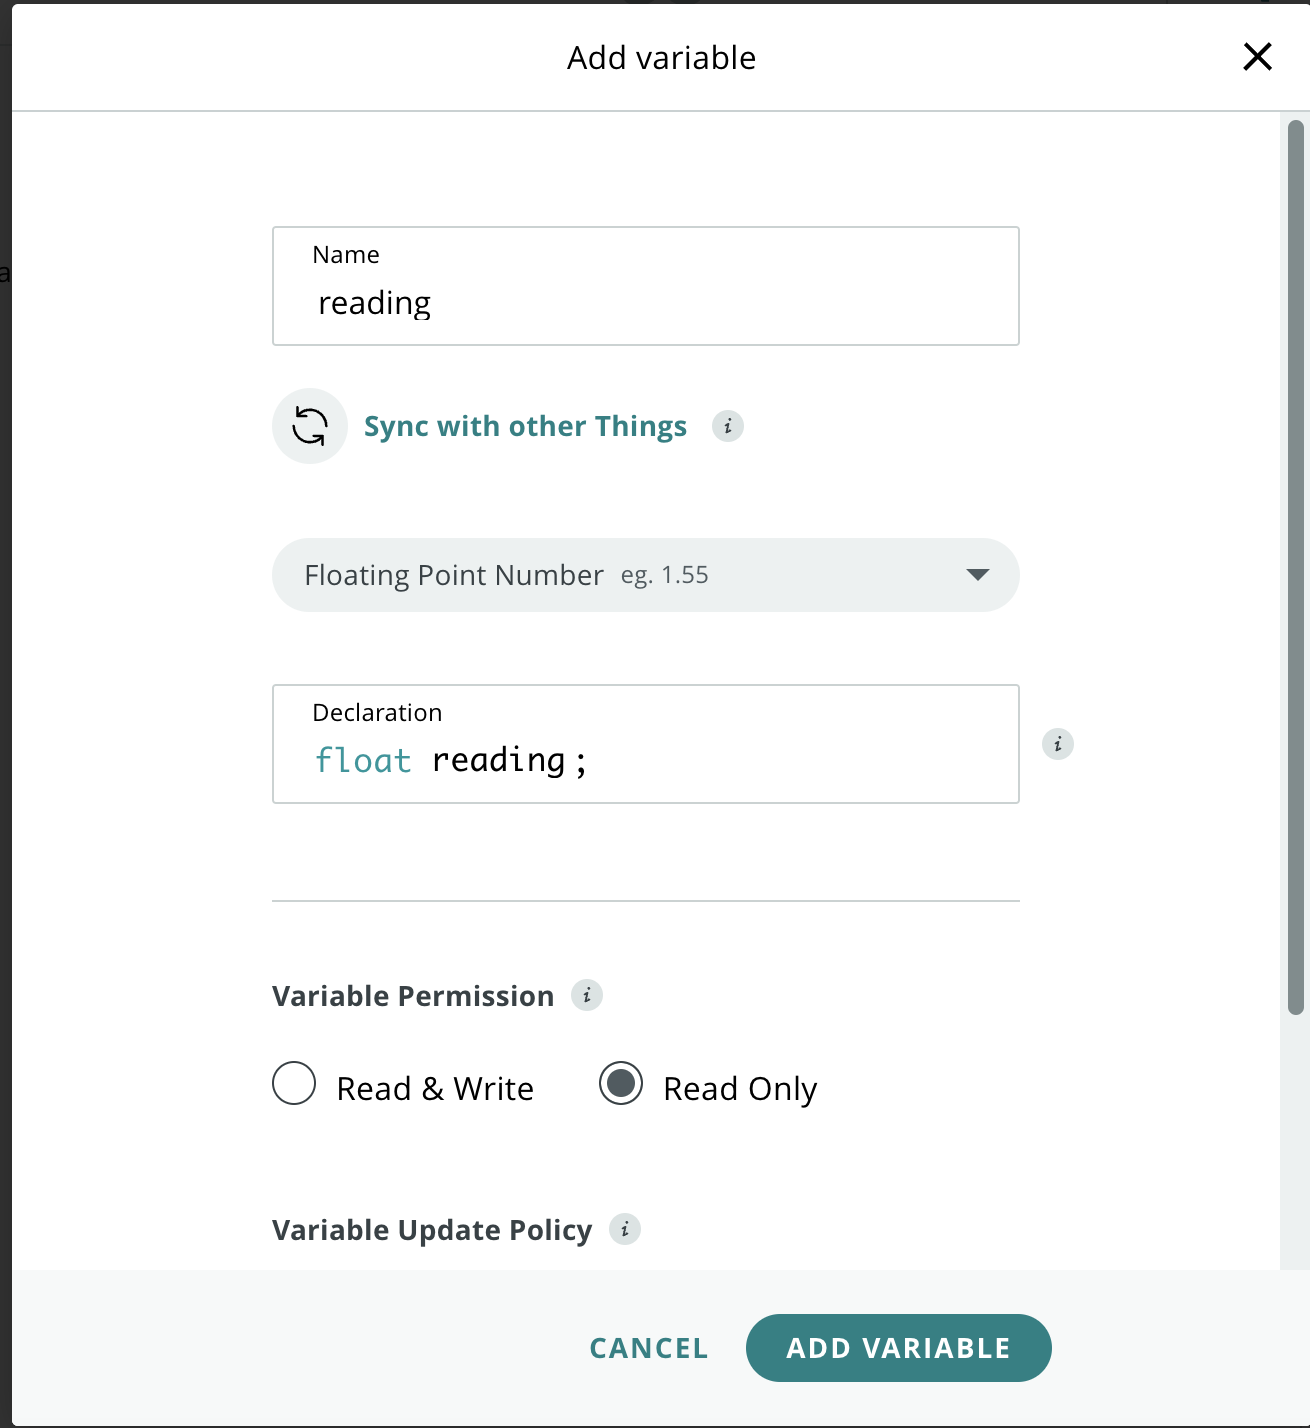 Add variable
a
Name
reading
Sync with other Things i
Floating Point Number eg. 1.55
Declaration
float reading;
i
Variable Permission i
Read & Write Read Only
Variable Update Policy i
CANCEL ADD VARIABLE